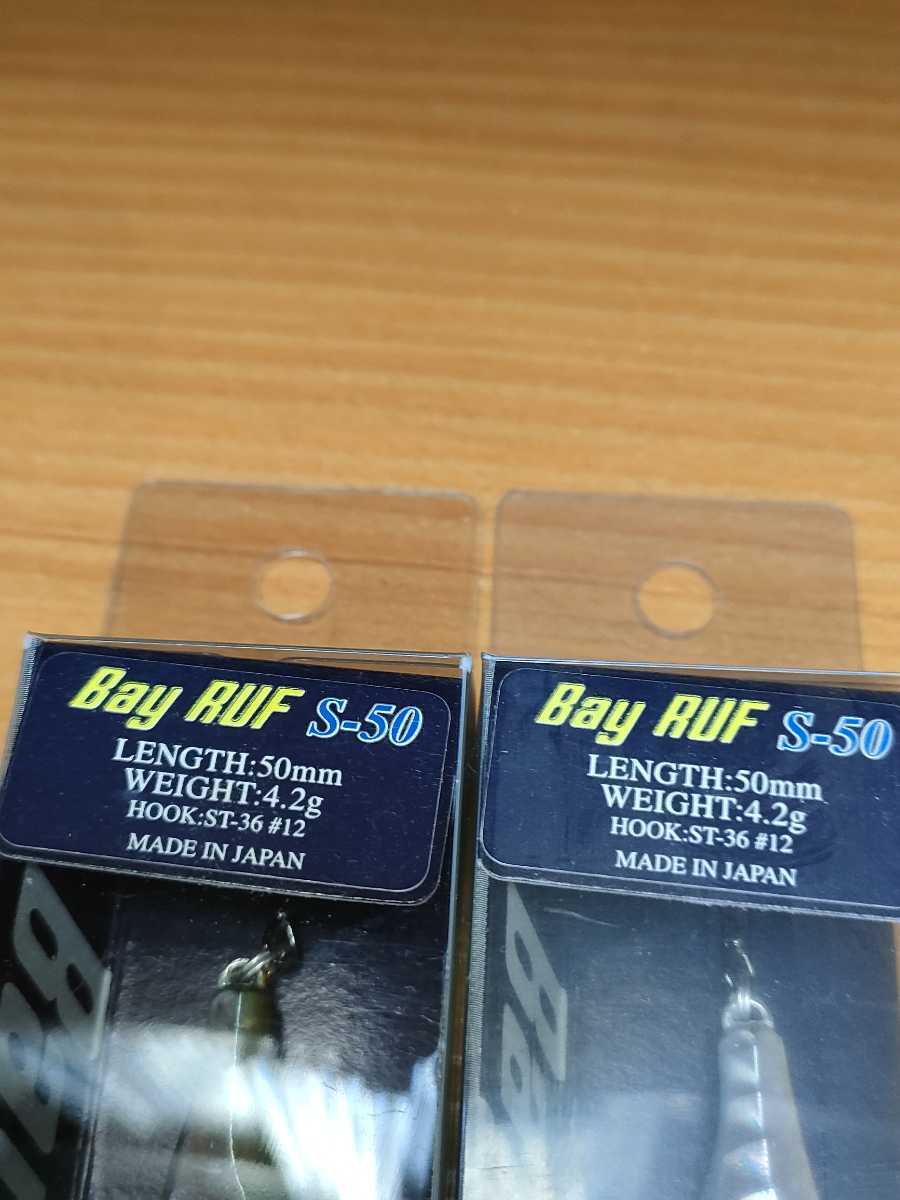 Bay RUF S-50
LENGTH:50mm
WEIGHT:4.2g
HOOK:ST-36 #12
MADE IN JAPAN
Bay RUF S-50
LENGTH:50mm
WEIGHT:4.2g
HOOK:ST-36 #12
MADE IN JAPAN